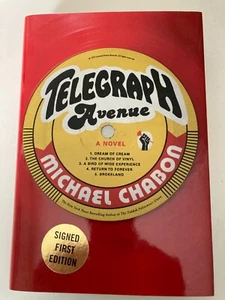 TELEGRAPH
Avenue
A NOVEL
1. DREAM OF CREAM
2. THE CHURCH OF VINYL
3. A BIRD OF WIDE EXPERIENCE
4. RETURN TO FOREVER
5. BROKELAND
MICHAEL CHABON
SIGNED
FIRST
EDITION